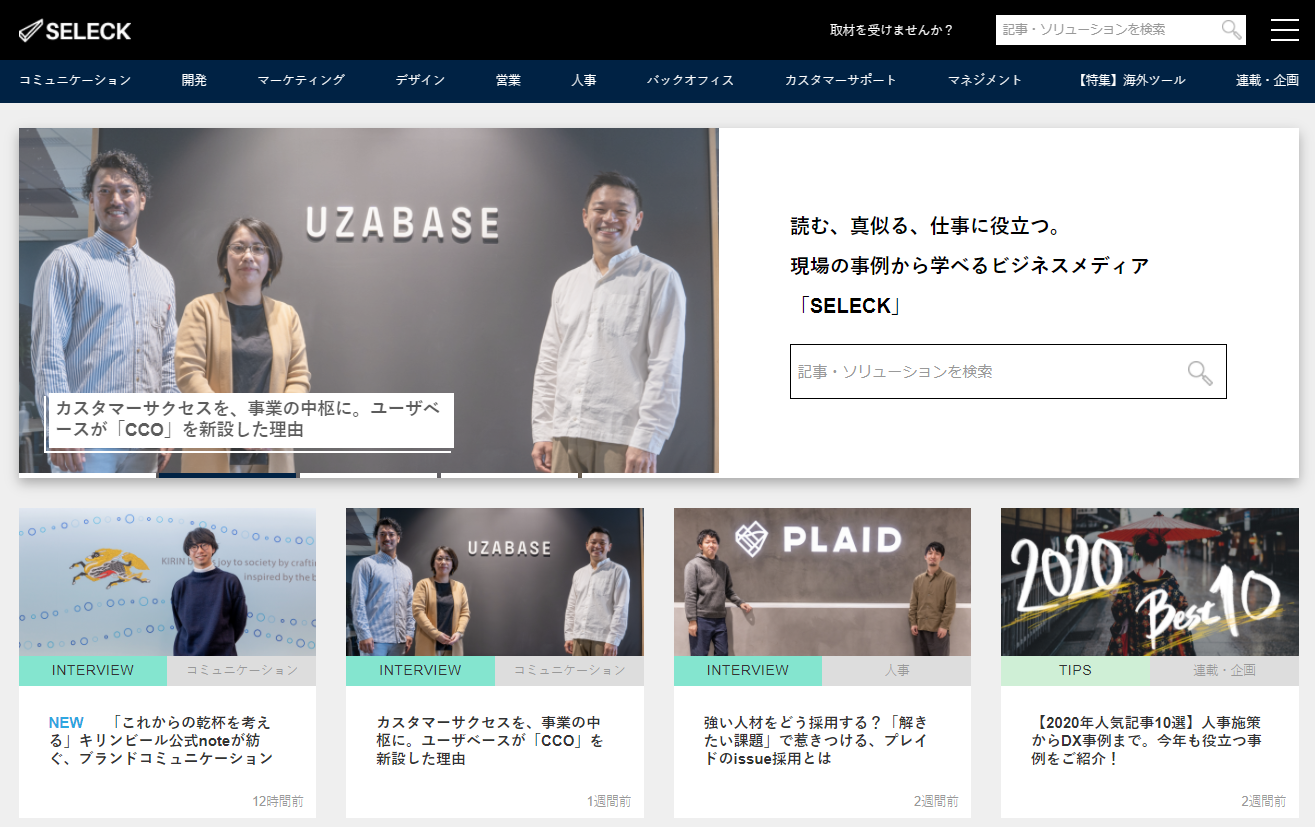 SELECK
取材を受けませんか？
記事・ソリューションを検索
コミュニケーション
開発
マーケティング
デザイン
営業
人事
バックオフィス
カスタマーサポート
マネジメント
【特集】海外ツール
連載・企画
UZABASE
カスタマーサクセスを、事業の中枢に。ユーザベ
ースが「CCO」を新設した理由
読む、真似る、仕事に役立つ。
現場の事例から学べるビジネスメディア
「SELECK」
記事・ソリューションを検索
KIRIN b joy to society by crafti
inspired by the b
INTERVIEW
コミュニケーション
NEW 「これからの乾杯を考え
る」キリンビール公式noteが紡
ぐ、ブランドコミュニケーション
12時間前
UZABASE
INTERVIEW
コミュニケーション
カスタマーサクセスを、事業の中
枢に。ユーザベースが「CCO」を
新設した理由
1週間前
PLAID
INTERVIEW
人事
強い人材をどう採用する？「解き
たい課題」で惹きつける、プレイ
ドのissue採用とは
2週間前
2020
Best 10
TIPS
連載・企画
【2020年人気記事10選】人事施策
からDX事例まで。今年も役立つ事
例をご紹介！
2週間前